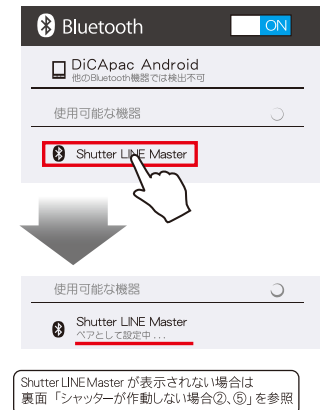 Bluetooth
ON
DiCApac Android
他のBluetooth機器では検出不可
使用可能な機器
Shutter LINE Master
使用可能な機器
Shutter LINE Master
ペアとして設定中...
Shutter LINE Master が表示されない場合は
裏面「シャッターが作動しない場合②、⑤」を参照